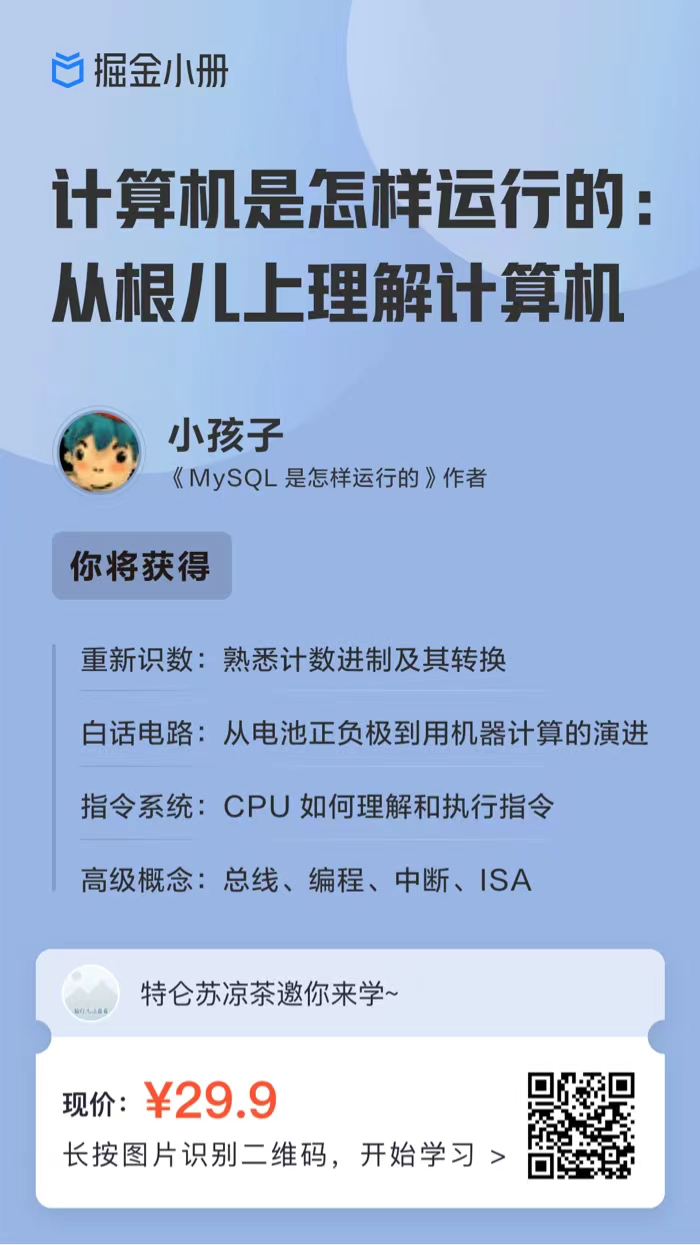 掘金小册
计算机是怎样运行的：
从根儿上理解计算机
小孩子
《MySQL 是怎样运行的》作者
你将获得
重新识数：熟悉计数进制及其转换
白话电路：从电池正负极到用机器计算的演进
指令系统：CPU 如何理解和执行指令
高级概念：总线、编程、中断、ISA
特仑苏凉茶邀你来学~
现价：¥29.9
长按图片识别二维码，开始学习 >